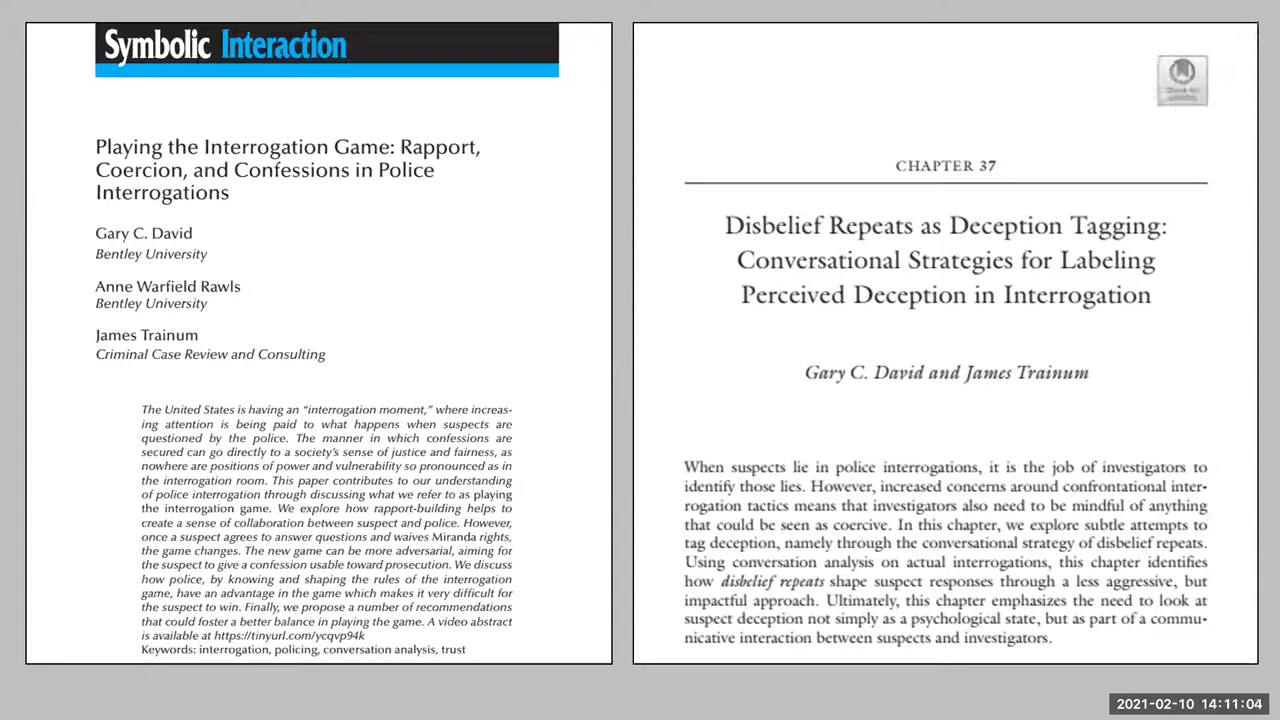 Symbolic Interaction
Playing the Interrogation Game: Rapport,
Coercion, and Confessions in Police
Interrogations
Gary C. David
Bentley University
Anne Warfield Rawls
Bentley University
James Trainum
Criminal Case Review and Consulting
The United States is having an “interrogation moment,” where increas-
ing attention is being paid to what happens when suspects are
questioned by the police. The manner in which confessions are
secured can go directly to a society’s sense of justice and fairness, as
nowhere are positions of power and vulnerability so pronounced as in
the interrogation room. This paper contributes to our understanding
of police interrogation through discussing what we refer to as playing
the interrogation game. We explore how rapport-building helps to
create a sense of collaboration between suspect and police. However,
once a suspect agrees to answer questions and waives Miranda rights,
the game changes. The new game can be more adversarial, aiming for
the suspect to give a confession usable toward prosecution. We discuss
how police, by knowing and shaping the rules of the interrogation
game, have an advantage in the game which makes it very difficult for
the suspect to win. Finally, we propose a number of recommendations
that could foster a better balance in playing the game. A video abstract
is available at https://tinyurl.com/ycqvp94k
Keywords: interrogation, policing, conversation analysis, trust
CHAPTER 37
Disbelief Repeats as Deception Tagging:
Conversational Strategies for Labeling
Perceived Deception in Interrogation
Gary C. David and James Trainum
When suspects lie in police interrogations, it is the job of investigators to
identify those lies. However, increased concerns around confrontational inter-
rogation tactics means that investigators also need to be mindful of anything
that could be seen as coercive. In this chapter, we explore subtle attempts to
tag deception, namely through the conversational strategy of disbelief repeats.
Using conversation analysis on actual interrogations, this chapter identifies
how disbelief repeats shape suspect responses through a less aggressive, but
impactful approach. Ultimately, this chapter emphasizes the need to look at
suspect deception not simply as a psychological state, but as part of a commu-
nicative interaction between suspects and investigators.
2021-02-10 14:11:04